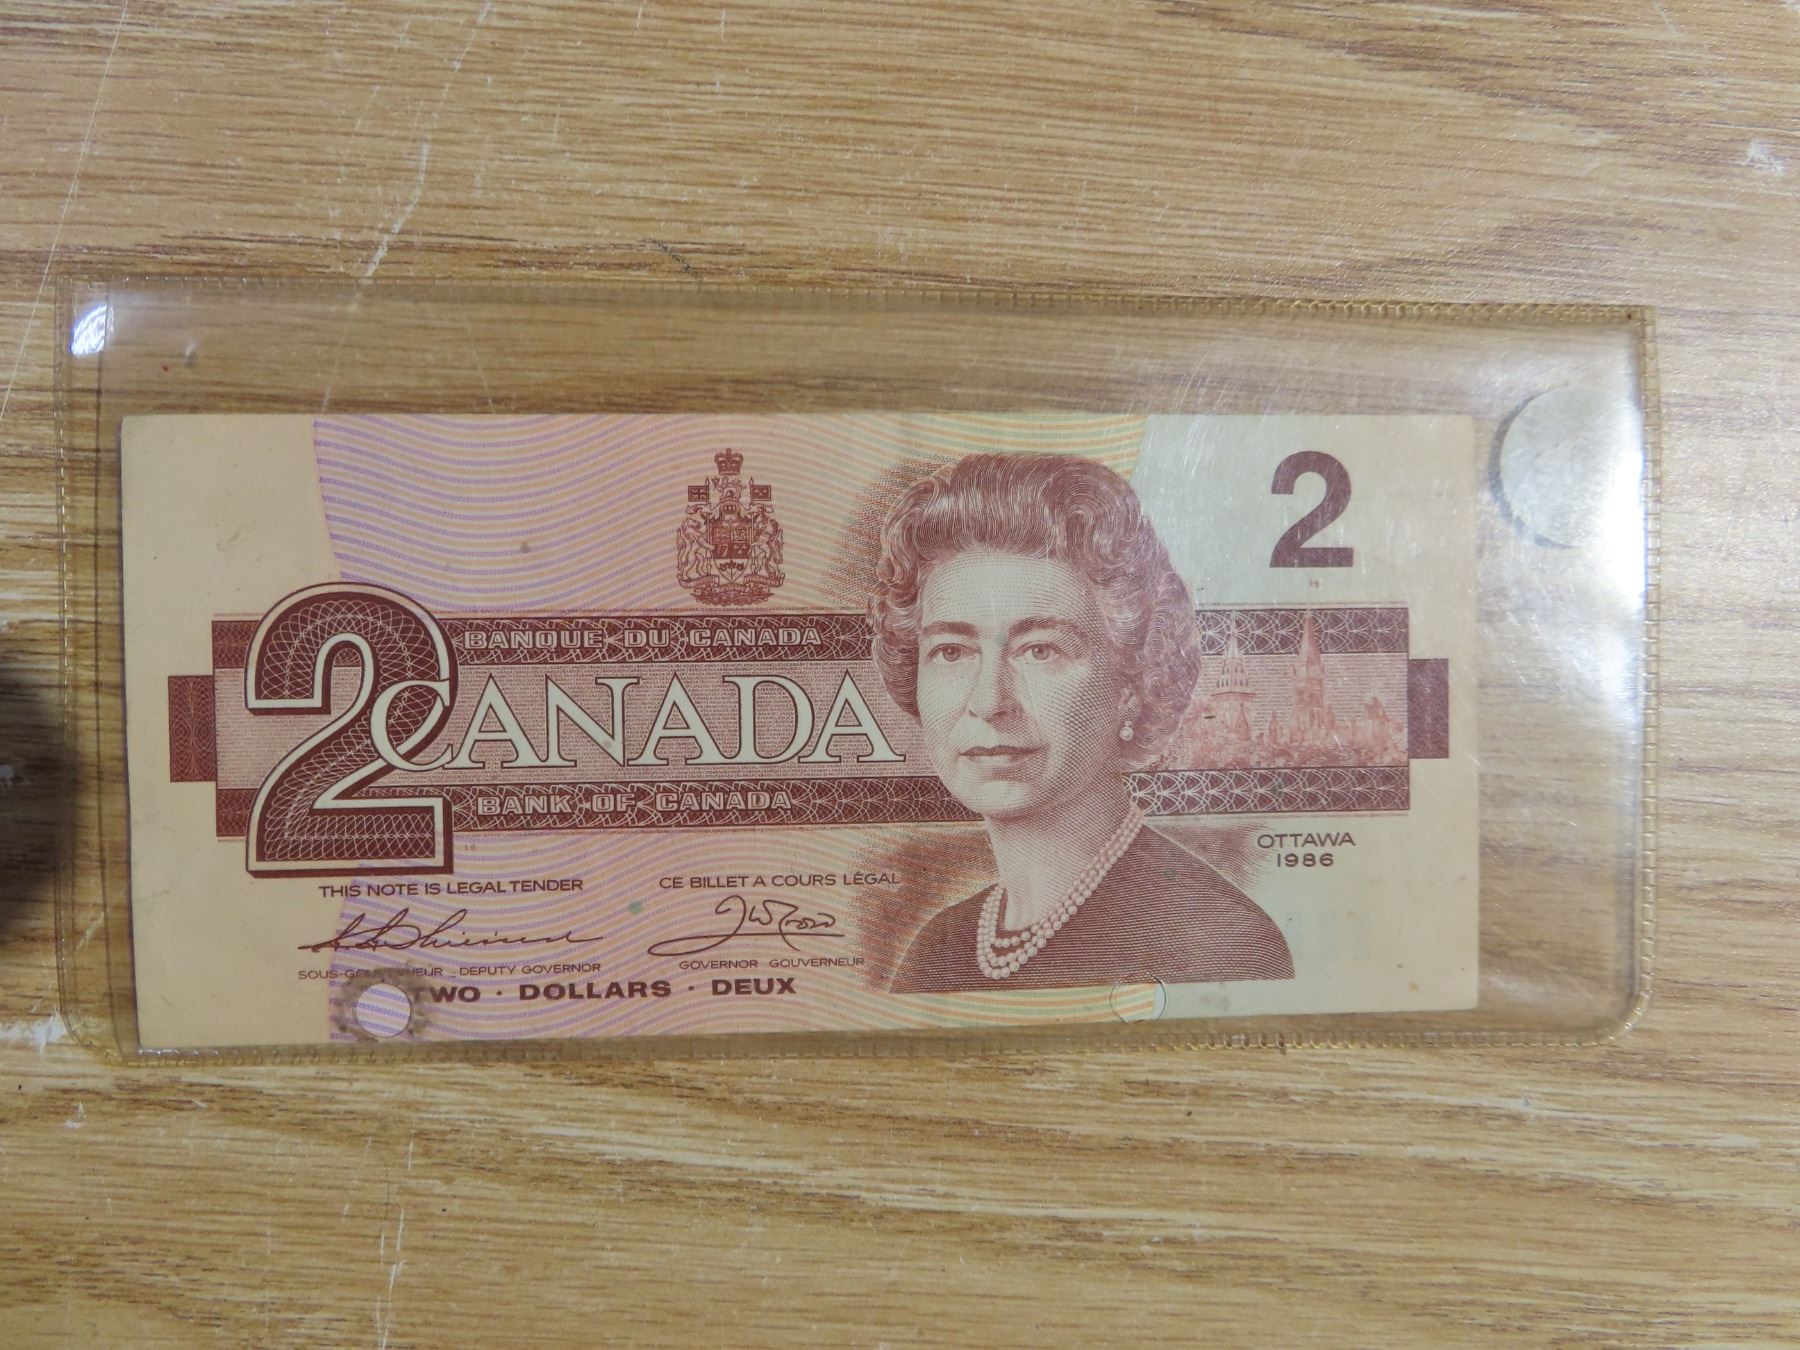 2
BANQUE DU CANADA
2
CANADA
BANK OF CANADA
OTTAWA
1986
THIS NOTE IS LEGAL TENDER
CE BILLET A COURS LÉGAL
DEPUTY GOVERNOR
GOVERNOR GOUVERNEUR
DOLLARS · DEUX